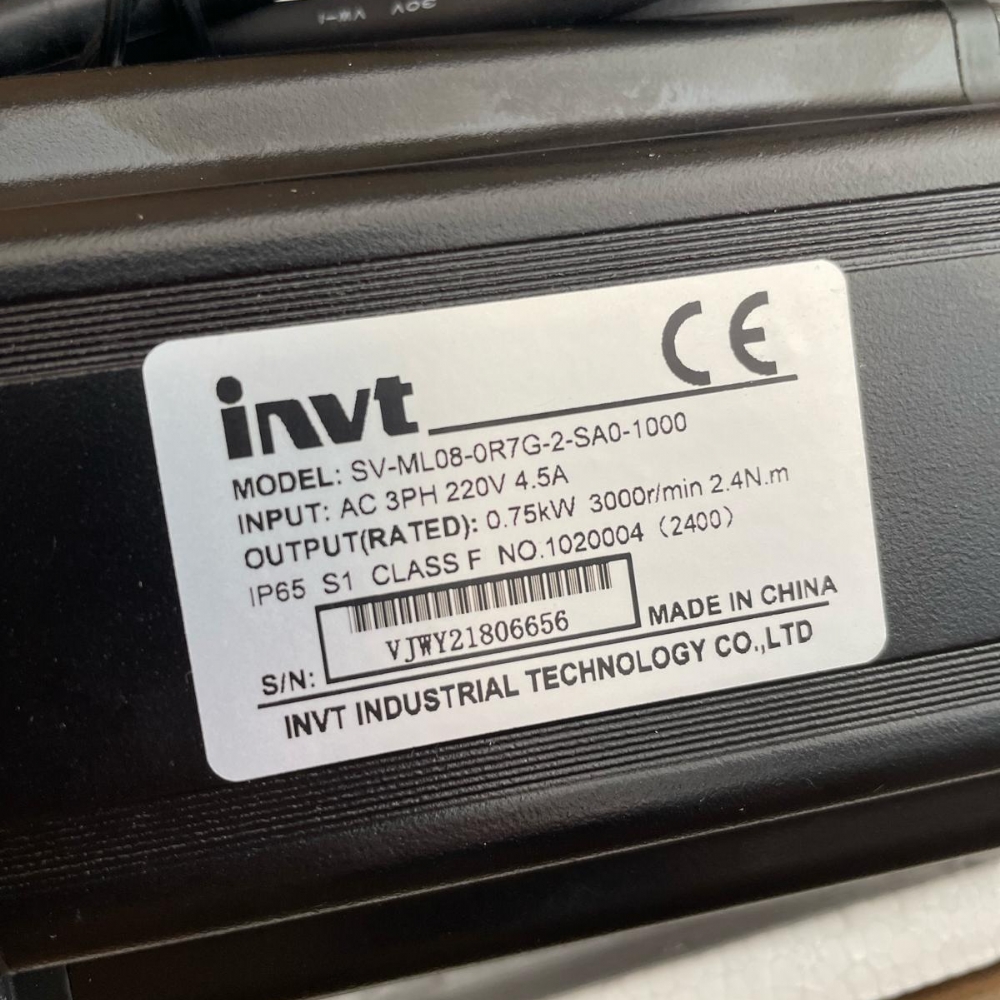 invt CE
MODEL: SV-ML08-0R7G-2-SA0-1000
INPUT: AC 3PH 220V 4.5A
OUTPUT(RATED): 0.75kW 3000r/min 2.4N.m
IP65 S1 CLASS F NO.1020004 (2400)
VJWY21806656
S/N: MADE IN CHINA
INVT INDUSTRIAL TECHNOLOGY CO.,LTD